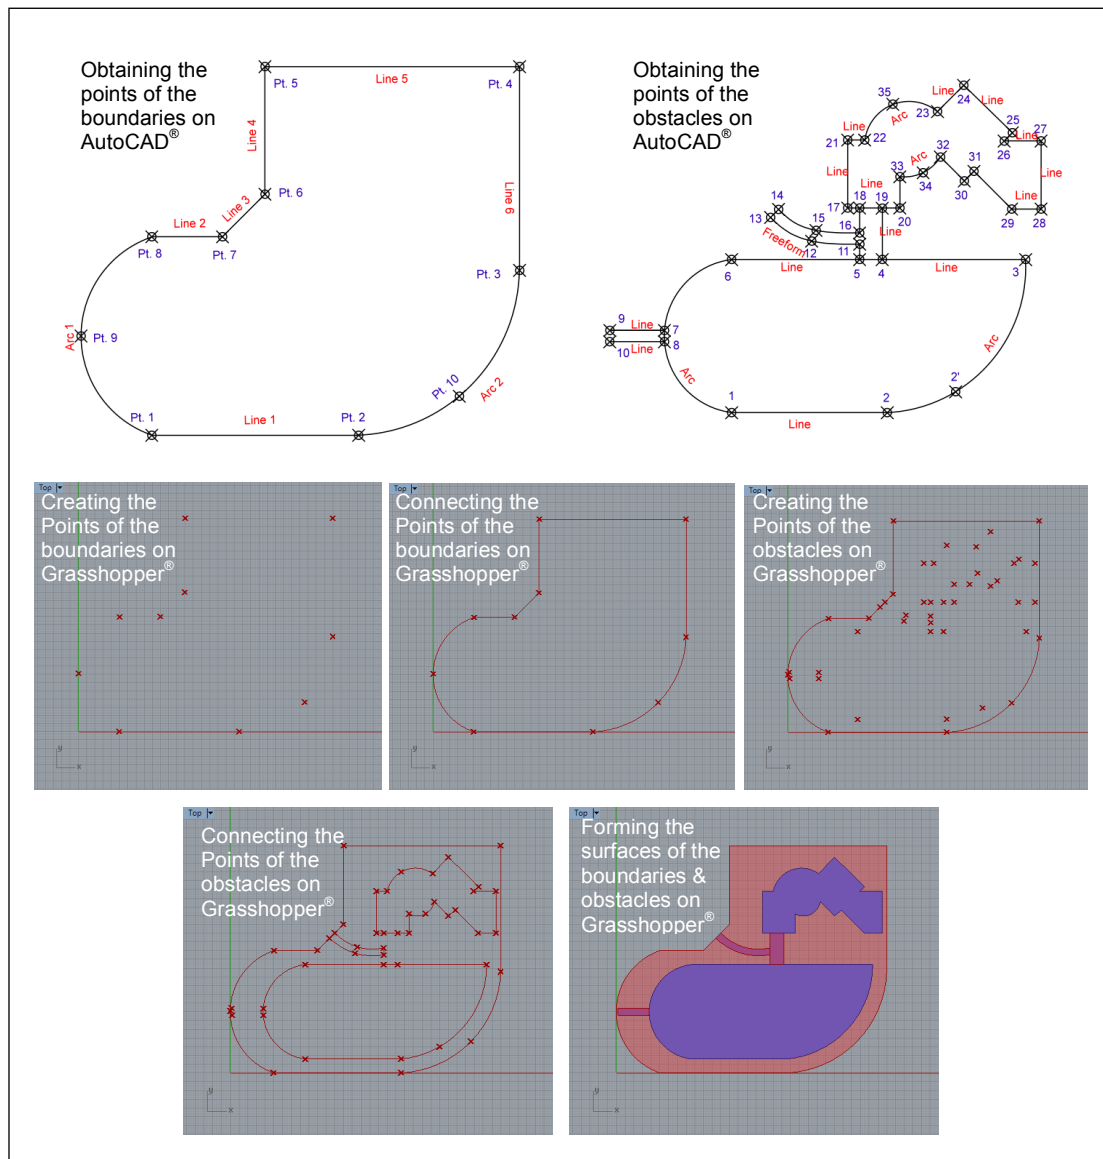 Obtaining the
points of the
boundaries on
AutoCAD®
Pt. 5
Line 5
Pt. 4
Line 4
Pt. 6
Line 3
Line 2
Pt. 8
Pt. 7
Line 6
Pt. 3
Arc 1
Pt. 9
Pt. 10
Arc 2
Pt. 1
Line 1
Pt. 2
Obtaining the
points of the
obstacles on
AutoCAD®
35
Arc
Line
24
23
Line
25
27
Line
21
22
Line
26
32
31
Arc
33
34
30
Line
Line
Line
Line
17
18
19
20
29
28
14
13
15
16
Line
Freeform
12
11
6
Line
5
4
Line
3
9
Line
7
10
Line
8
Arc
Arc
1
2
2'
Line
Top
Creating the
Points of the
boundaries on
Grasshopper®
y
x
Top
Connecting the
Points of the
boundaries on
Grasshopper®
y
x
Top
Creating the
Points of the
obstacles on
Grasshopper®
y
x
Top
Connecting the
Points of the
obstacles on
Grasshopper®
y
x
Top
Forming the
surfaces of the
boundaries &
obstacles on
Grasshopper®
y
x